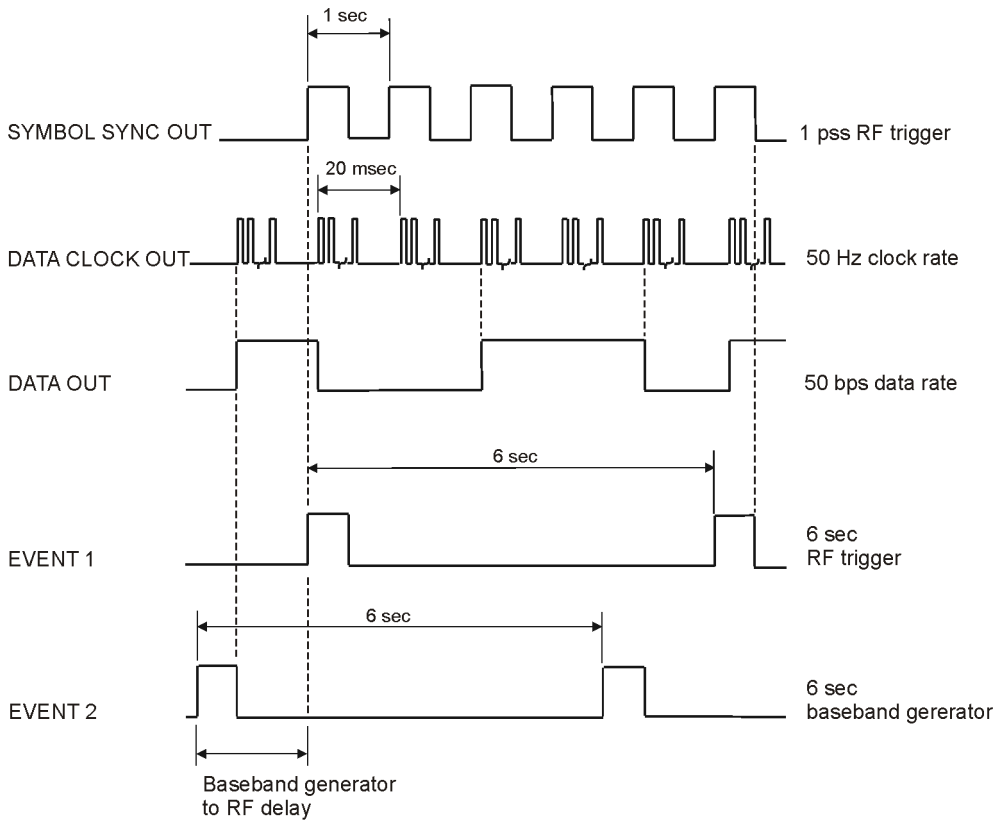 1 sec
SYMBOL SYNC OUT
1 pss RF trigger
20 msec
DATA CLOCK OUT
50 Hz clock rate
DATA OUT
50 bps data rate
6 sec
EVENT 1
6 sec
RF trigger
6 sec
EVENT 2
6 sec
baseband gererator
Baseband generator
to RF delay